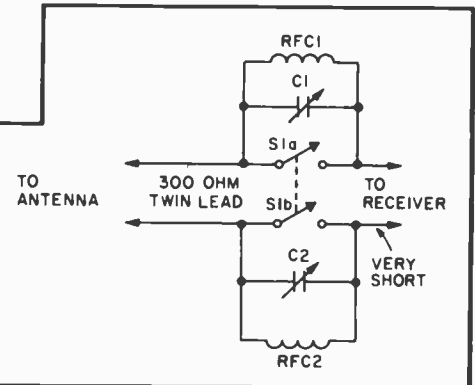 RFC1
C1
S1a
TO
ANTENNA
300 OHM
TWIN LEAD
TO
RECEIVER
S1b
C2
VERY
SHORT
RFC2